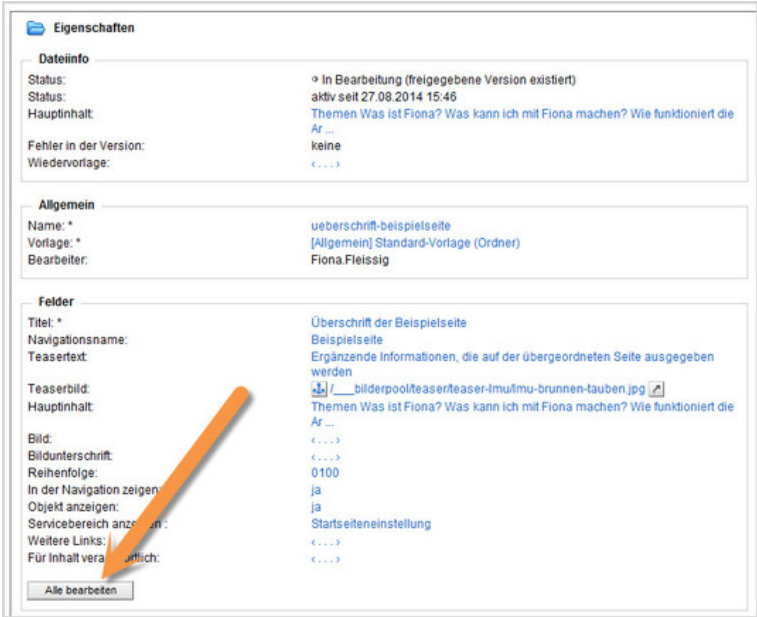 Eigenschaften
Dateiinfo
Status: In Bearbeitung (freigegebene Version existiert)
Status: aktiv seit 27.08.2014 15:46
Hauptinhalt: Themen Was ist Fiona? Was kann ich mit Fiona machen? Wie funktioniert die
Ar ...
Fehler in der Version: keine
Wiedervorlage: ‹ . . . ›
Allgemein
Name: * ueberschrift-beispielseite
Vorlage: * [Allgemein] Standard-Vorlage (Ordner)
Bearbeiter: Fiona.Fleissig
Felder
Titel: * Überschrift der Beispielseite
Navigationsname: Beispielseite
Teasertext: Ergänzende Informationen, die auf der übergeordneten Seite ausgegeben
werden
Teaserbild: /___bilderpool/teaser/teaser-lmu/lmu-brunnen-tauben.jpg
Hauptinhalt: Themen Was ist Fiona? Was kann ich mit Fiona machen? Wie funktioniert die
Ar ...
Bild: ‹ . . . ›
Bildunterschrift: ‹ . . . ›
Reihenfolge: 0100
In der Navigation zeigen: ja
Objekt anzeigen: ja
Servicebereich : Startseiteneinstellung
Weitere Links: ‹ . . . ›
Für Inhalt : ‹ . . . ›
Alle bearbeiten